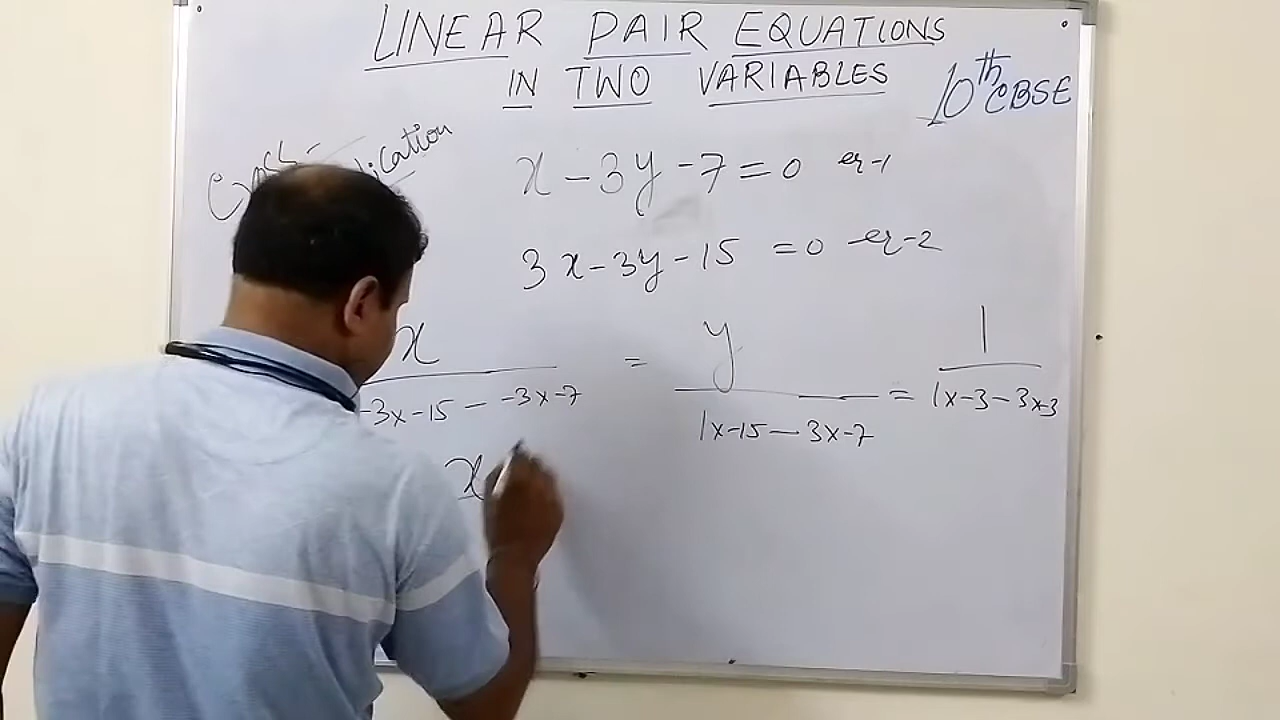 LINEAR PAIR EQUATIONS
IN TWO VARIABLES
10th CBSE
x - 3y - 7 = 0 eq-1
3x - 3y - 15 = 0 eq-2
x = y = 1
-3x-15 - -3x-7
1x-15 - 3x-7
1x-3 - 3x-3
x